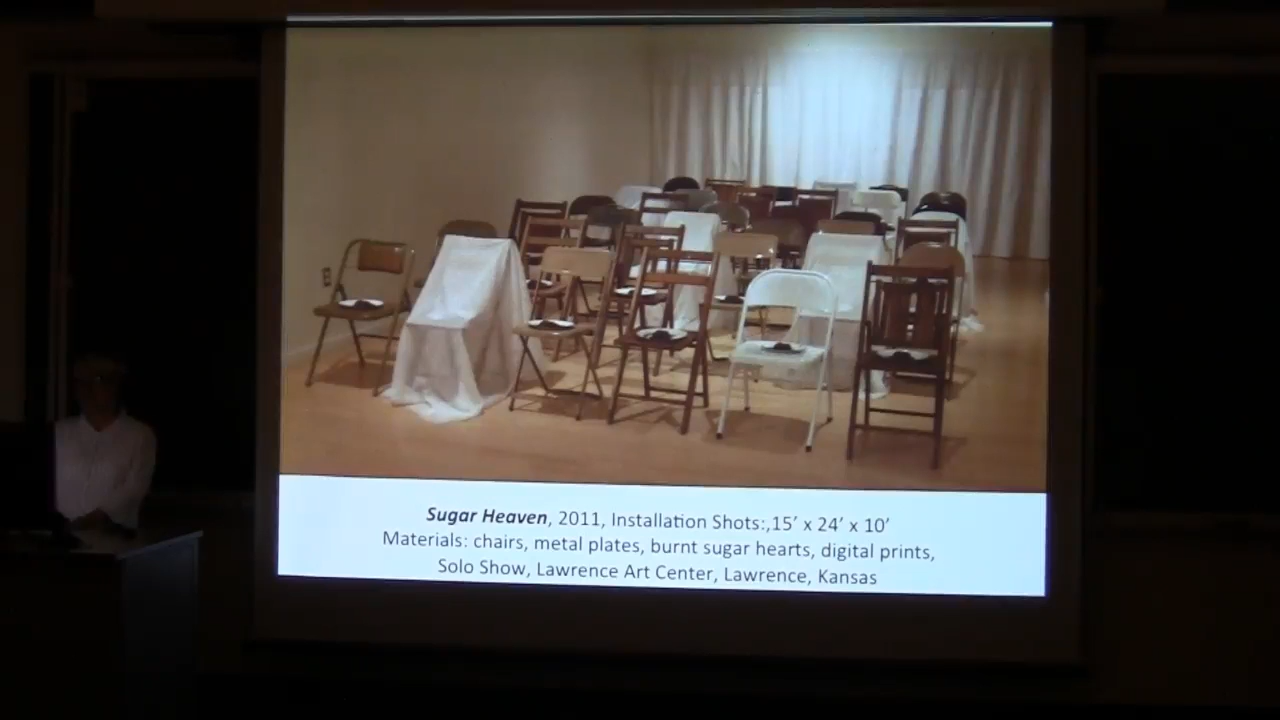 Sugar Heaven, 2011, Installation Shots:,15’ x 24’ x 10’
Materials: chairs, metal plates, burnt sugar hearts, digital prints,
Solo Show, Lawrence Art Center, Lawrence, Kansas